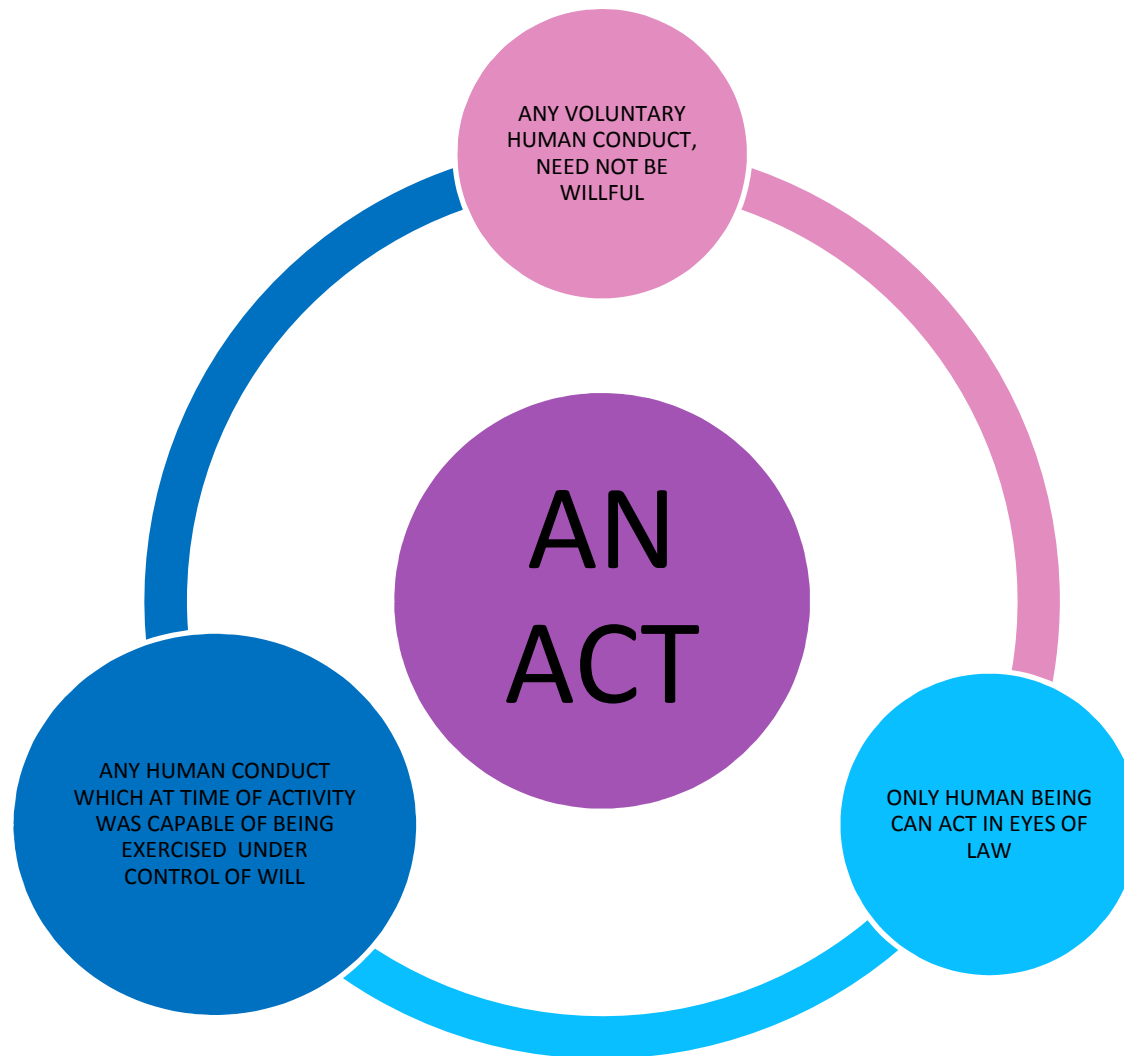 ANY VOLUNTARY
HUMAN CONDUCT,
NEED NOT BE
WILLFUL
AN
ACT
ANY HUMAN CONDUCT
WHICH AT TIME OF ACTIVITY
WAS CAPABLE OF BEING
EXERCISED  UNDER
CONTROL OF WILL
ONLY HUMAN BEING
CAN ACT IN EYES OF
LAW